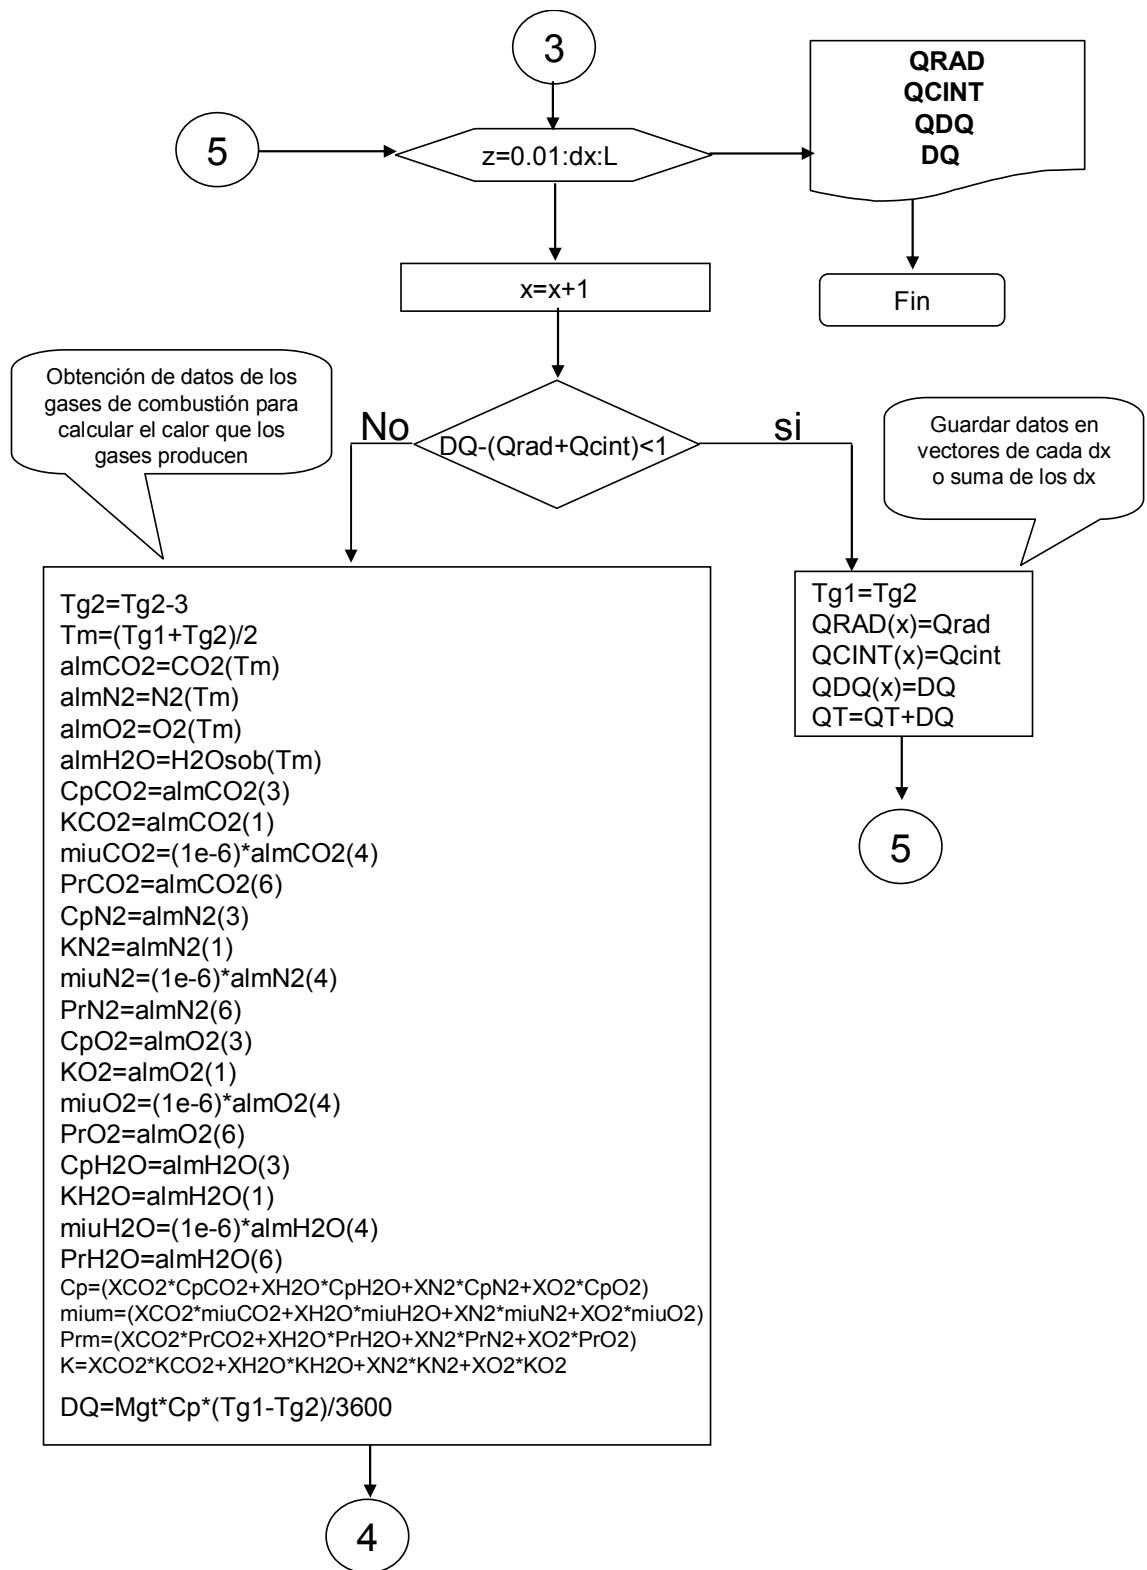 3
QRAD
QCINT
QDQ
DQ
5
z=0.01:dx:L
x=x+1
Fin
Obtención de datos de los
gases de combustión para
calcular el calor que los
gases producen
No
DQ-(Qrad+Qcint)<1
si
Guardar datos en
vectores de cada dx
o suma de los dx
Tg2=Tg2-3
Tm=(Tg1+Tg2)/2
almCO2=CO2(Tm)
almN2=N2(Tm)
almO2=O2(Tm)
almH2O=H2Osob(Tm)
CpCO2=almCO2(3)
KCO2=almCO2(1)
miuCO2=(1e-6)*almCO2(4)
PrCO2=almCO2(6)
CpN2=almN2(3)
KN2=almN2(1)
miuN2=(1e-6)*almN2(4)
PrN2=almN2(6)
CpO2=almO2(3)
KO2=almO2(1)
miuO2=(1e-6)*almO2(4)
PrO2=almO2(6)
CpH2O=almH2O(3)
KH2O=almH2O(1)
miuH2O=(1e-6)*almH2O(4)
PrH2O=almH2O(6)
Cp=(XCO2*CpCO2+XH2O*CpH2O+XN2*CpN2+XO2*CpO2)
mium=(XCO2*miuCO2+XH2O*miuH2O+XN2*miuN2+XO2*miuO2)
Prm=(XCO2*PrCO2+XH2O*PrH2O+XN2*PrN2+XO2*PrO2)
K=XCO2*KCO2+XH2O*KH2O+XN2*KN2+XO2*KO2
DQ=Mgt*Cp*(Tg1-Tg2)/3600
Tg1=Tg2
QRAD(x)=Qrad
QCINT(x)=Qcint
QDQ(x)=DQ
QT=QT+DQ
5
4